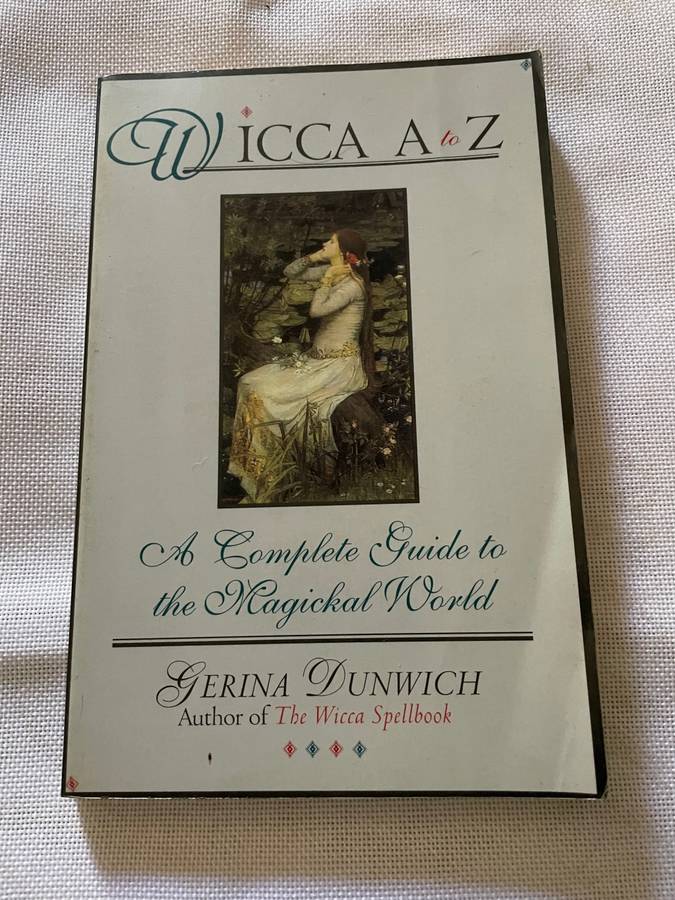 WICCA A to Z
A Complete Guide to
the Magickal World
GERINA DUNWICH
Author of The Wicca Spellbook